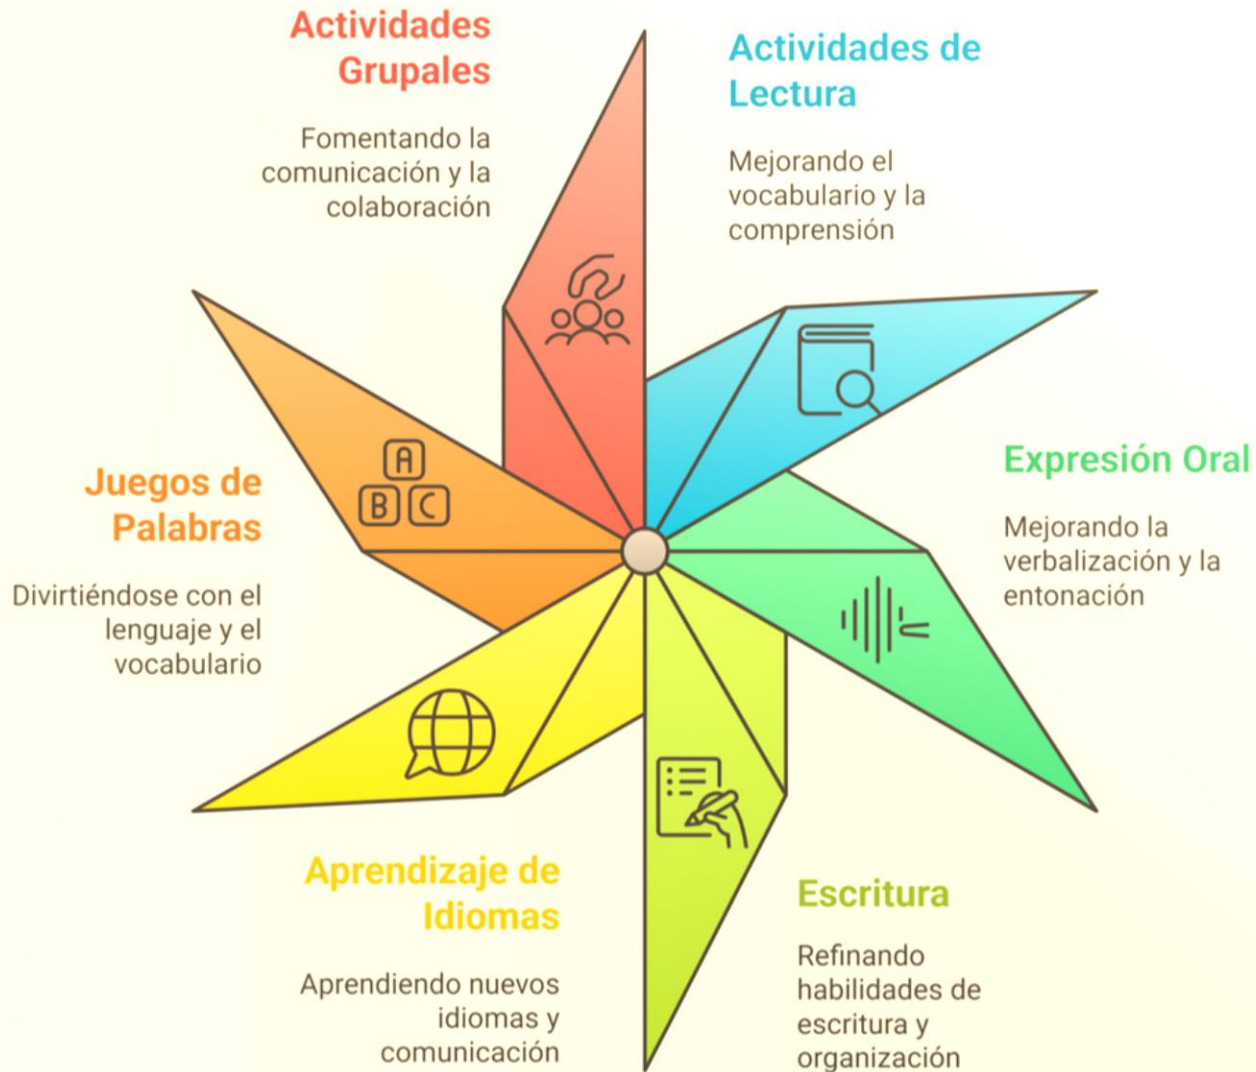 Actividades
Grupales
Fomentando la
comunicación y la
colaboración
Actividades de
Lectura
Mejorando el
vocabulario y la
comprensión
Expresión Oral
Mejorando la
verbalización y la
entonación
Juegos de
Palabras
Divirtiéndose con el
lenguaje y el
vocabulario
A
B C
Aprendizaje de
Idiomas
Aprendiendo nuevos
idiomas y
comunicación
Escritura
Refinando
habilidades de
escritura y
organización